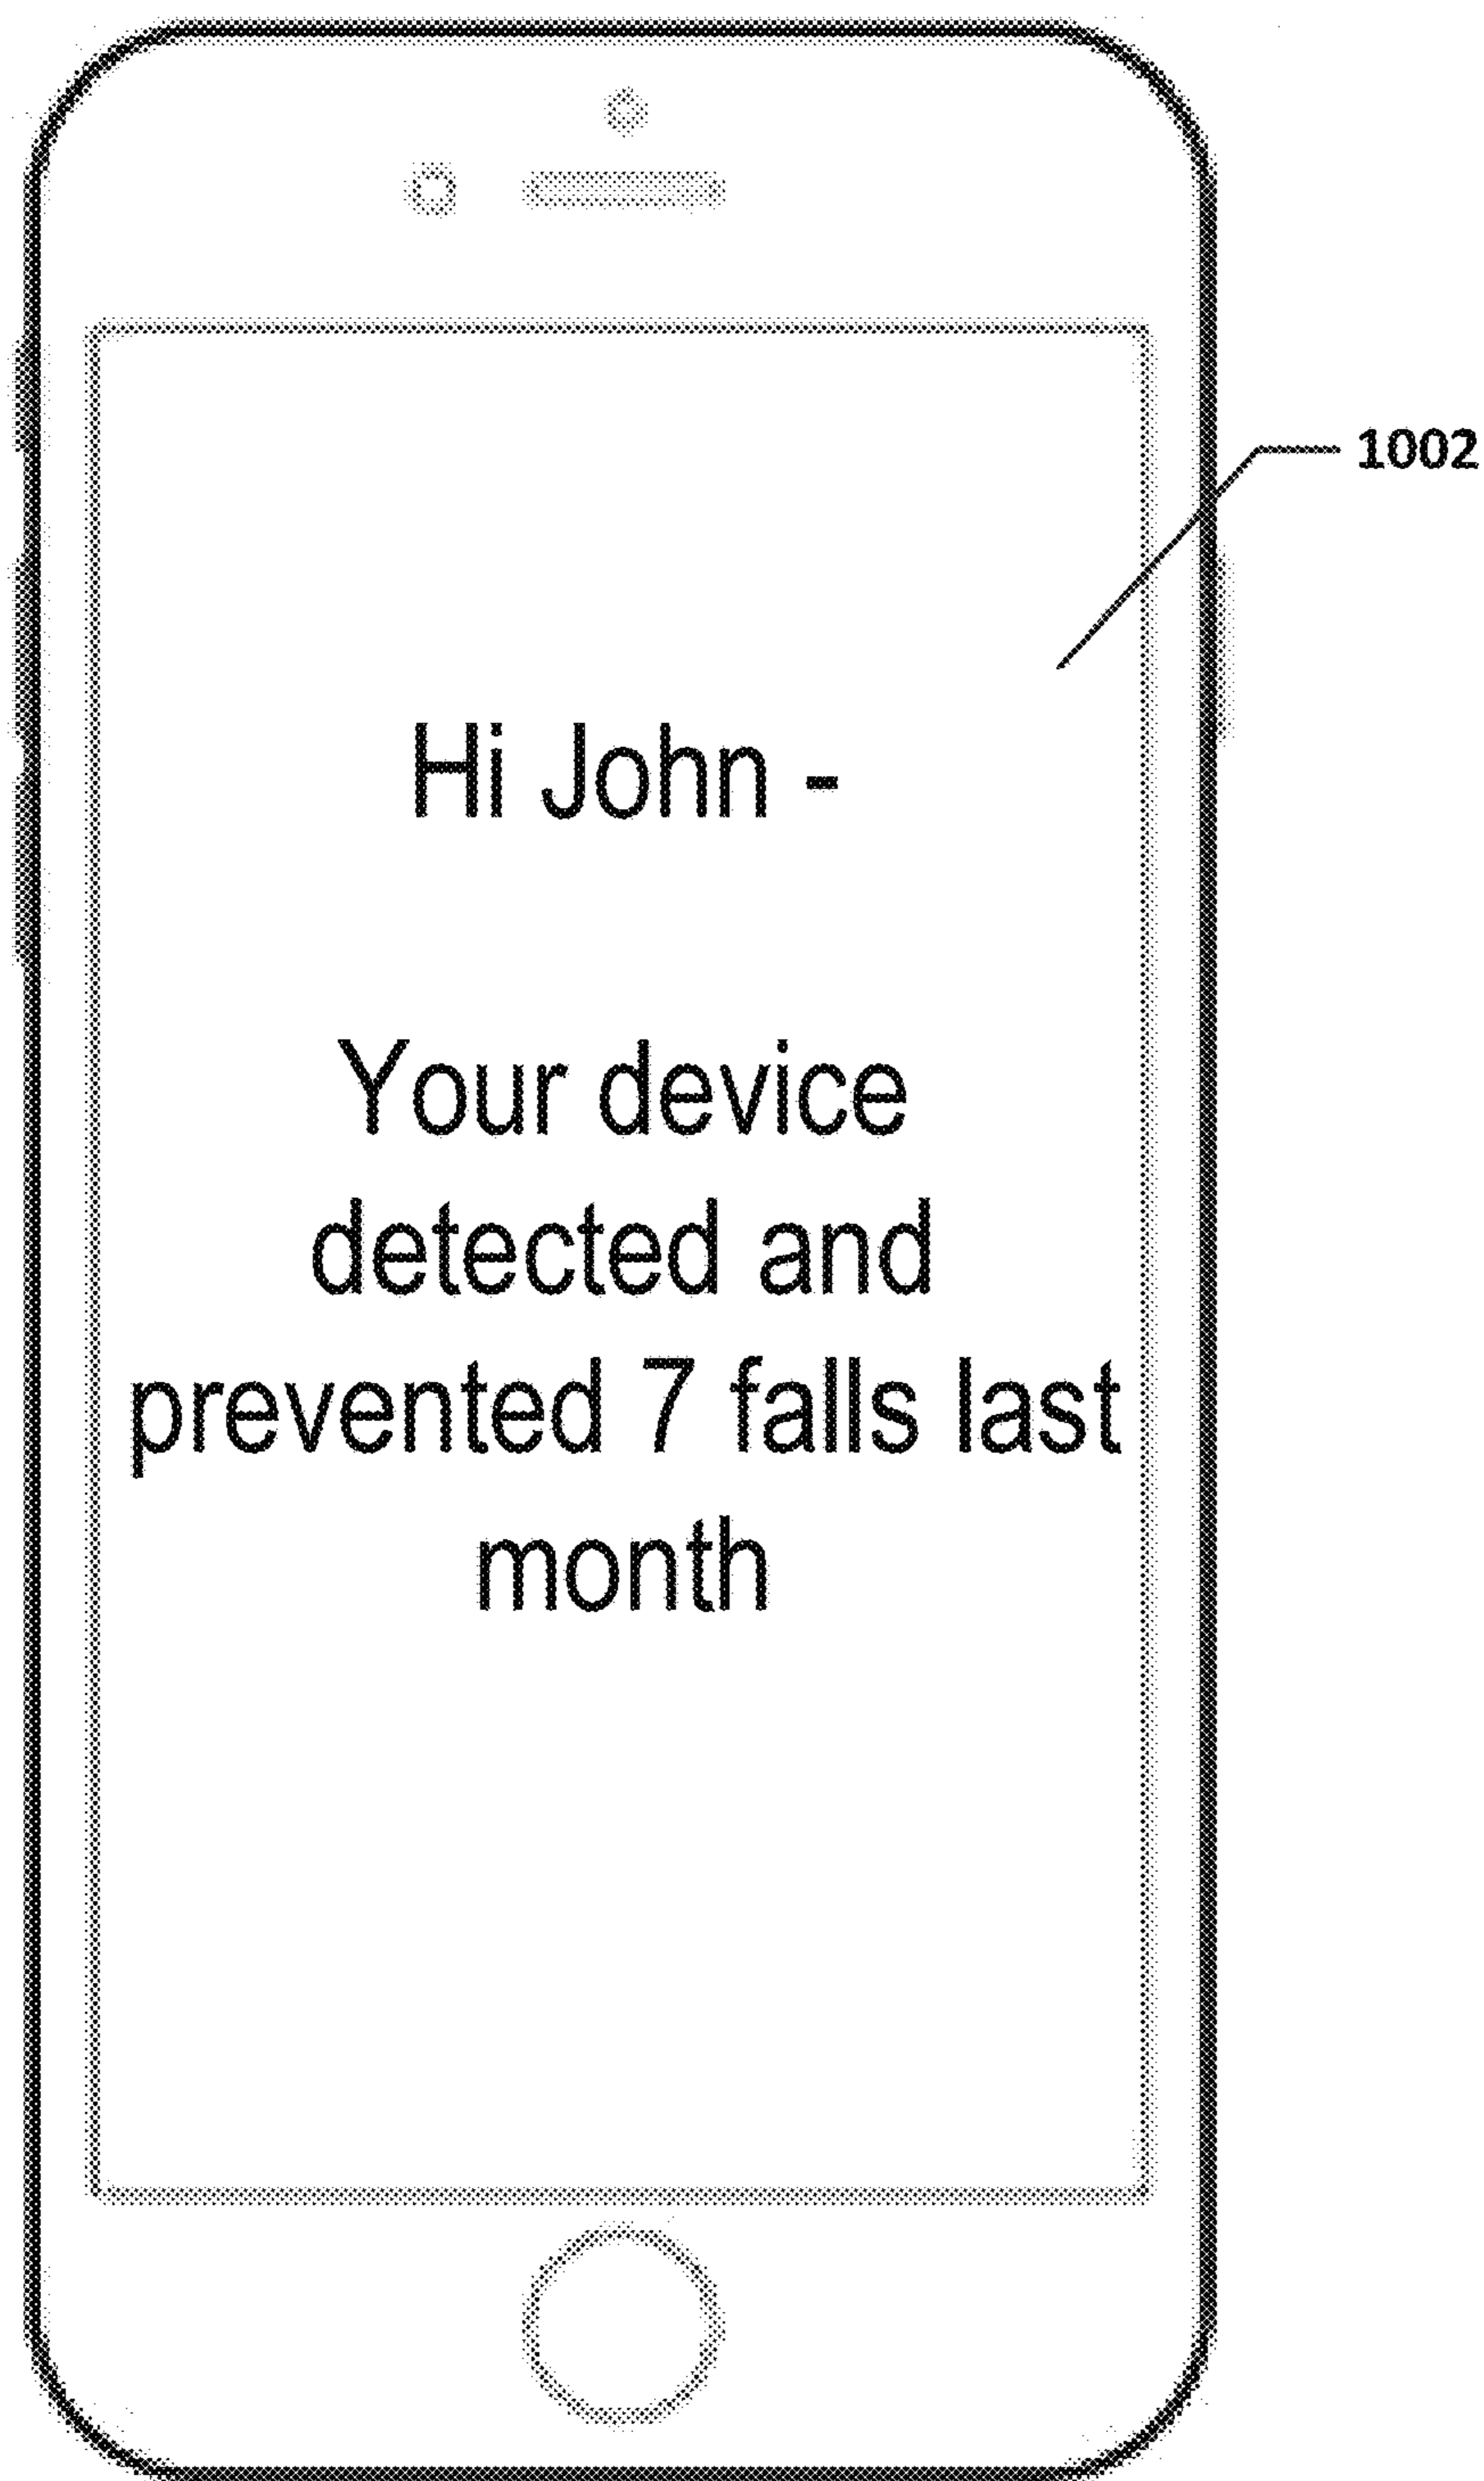 1002
Hi John -
Your device
detected and
prevented 7 falls last
month